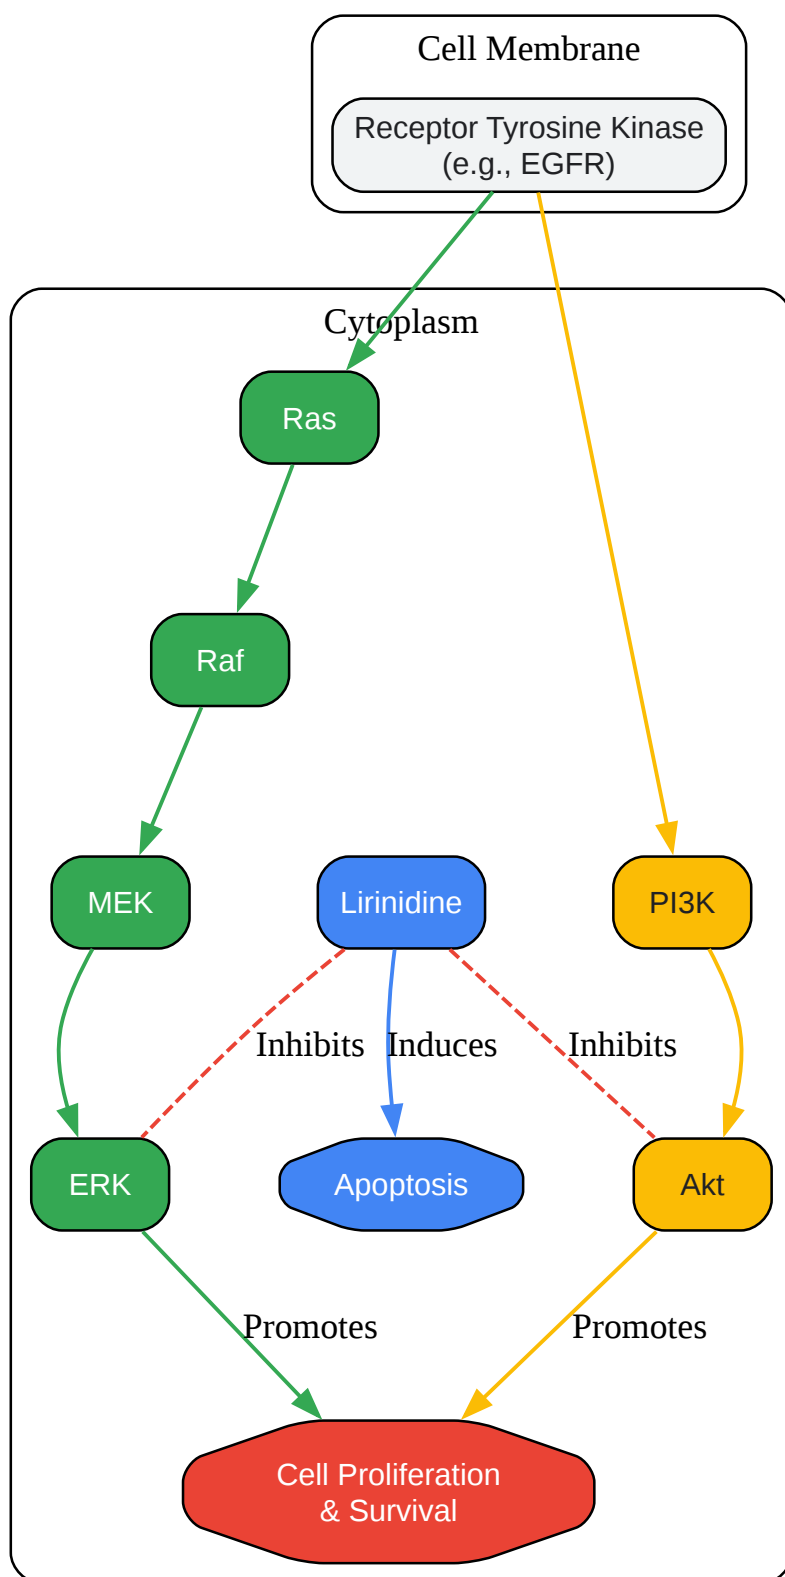 Cell Membrane
Receptor Tyrosine Kinase
(e.g., EGFR)
Cytoplasm
Ras
Raf
MEK
Lirinidine
PI3K
Inhibits
Induces
Inhibits
ERK
Apoptosis
Akt
Promotes
Promotes
Cell Proliferation
& Survival